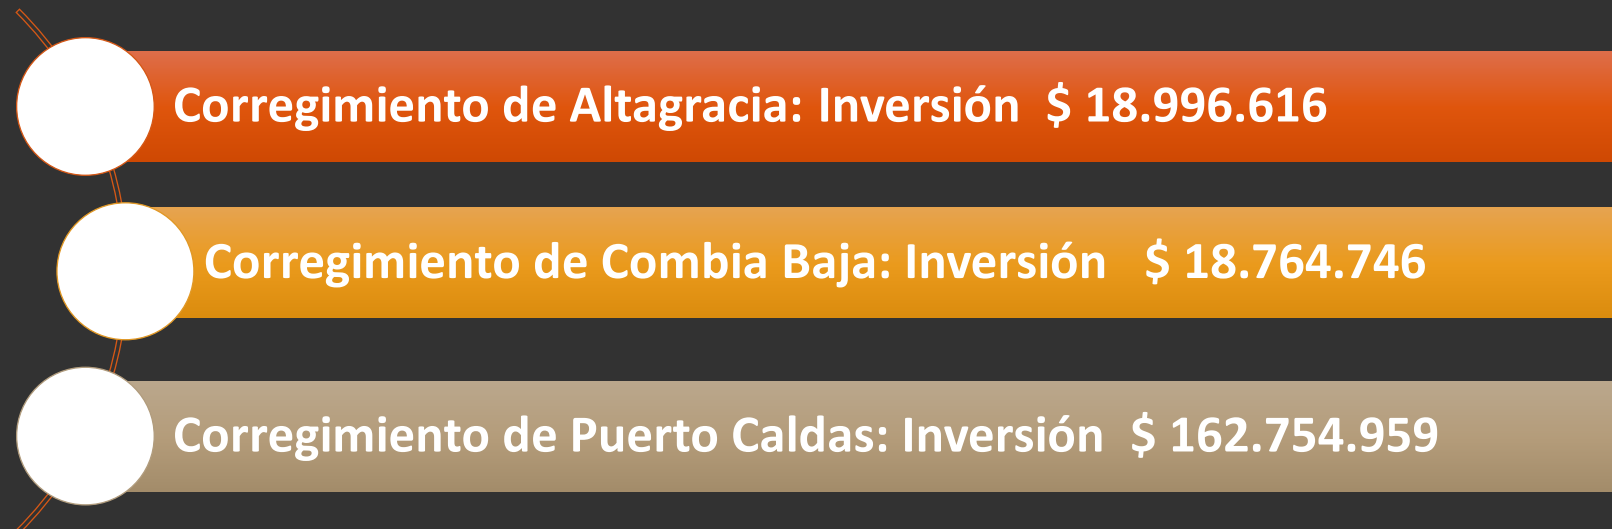 Corregimiento de Altagracia: Inversión $ 18.996.616
Corregimiento de Combia Baja: Inversión $ 18.764.746
Corregimiento de Puerto Caldas: Inversión $ 162.754.959